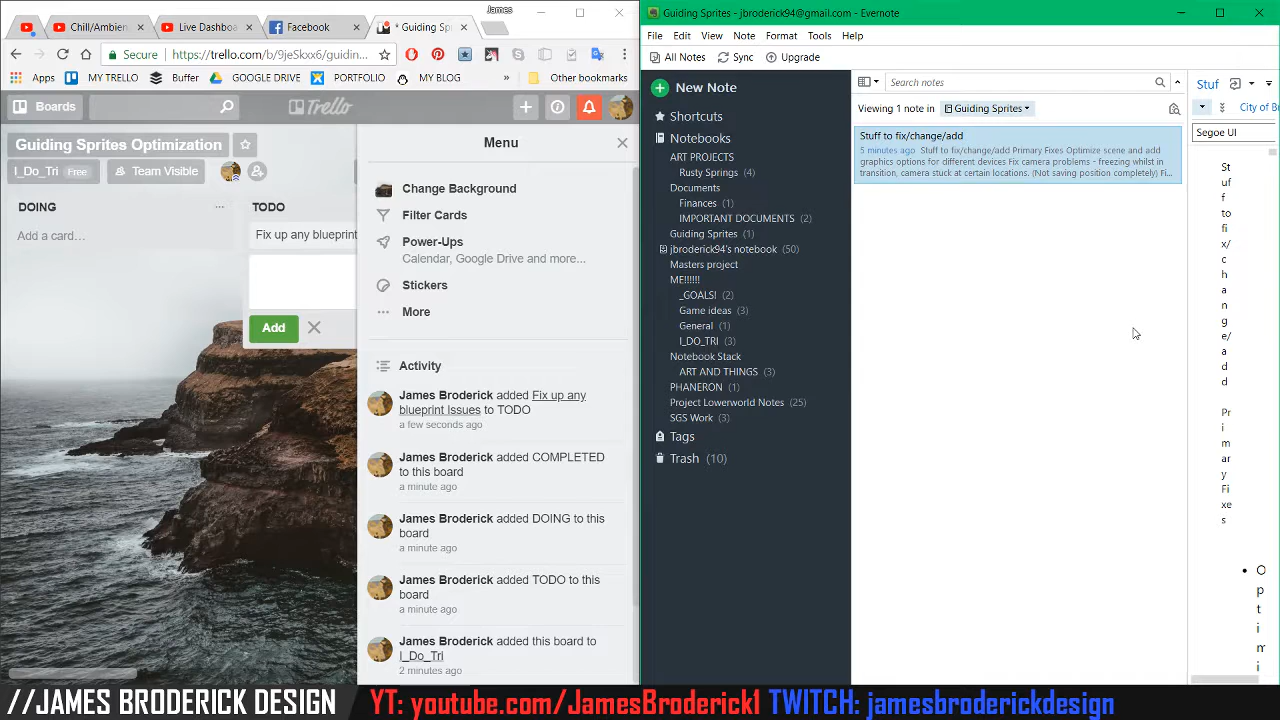 James
Chill/Ambien
Live Dashbo
Facebook
* Guiding Sp
Secure
https://trello.com/b/9jeSkxx6/guidin...
Apps
MY TRELLO
Buffer
GOOGLE DRIVE
PORTFOLIO
MY BLOG
»
Other bookmarks
Boards
Trello
Guiding Sprites Optimization
I_Do_Tri Free
Team Visible
DOING
Add a card...
TODO
Fix up any blueprint
Add
Menu
Change Background
Filter Cards
Power-Ups
Calendar, Google Drive and more...
Stickers
More
Activity
James Broderick added Fix up any
blueprint Issues to TODO
a few seconds ago
James Broderick added COMPLETED
to this board
a minute ago
James Broderick added DOING to this
board
a minute ago
James Broderick added TODO to this
board
a minute ago
James Broderick added this board to
I_Do_Tri
2 minutes ago
Guiding Sprites - jbroderick94@gmail.com - Evernote
File Edit View Note Format Tools Help
All Notes Sync Upgrade
New Note
Shortcuts
Notebooks
ART PROJECTS
Rusty Springs (4)
Documents
Finances (1)
IMPORTANT DOCUMENTS (2)
Guiding Sprites (1)
jbroderick94's notebook (50)
Masters project
ME!!!!!!
_GOALS! (2)
Game ideas (3)
General (1)
I_DO_TRI (3)
Notebook Stack
ART AND THINGS (3)
PHANERON (1)
Project Lowerworld Notes (25)
SGS Work (3)
Tags
Trash (10)
Search notes
Viewing 1 note in Guiding Sprites
Stuff to fix/change/add
5 minutes ago Stuff to fix/change/add Primary Fixes Optimize scene and add
graphics options for different devices Fix camera problems - freezing whilst in
transition, camera stuck at certain locations. (Not saving position completely) Fi...
Stuf
City of B
Segoe UI
St
uf
f
to
fi
x/
c
h
a
n
g
e/
a
d
d
Pr
i
m
ar
y
Fi
xe
s
• O
p
t
i
m
i
//JAMES BRODERICK DESIGN
YT: youtube.com/JamesBroderick1 TWITCH: jamesbroderickdesign